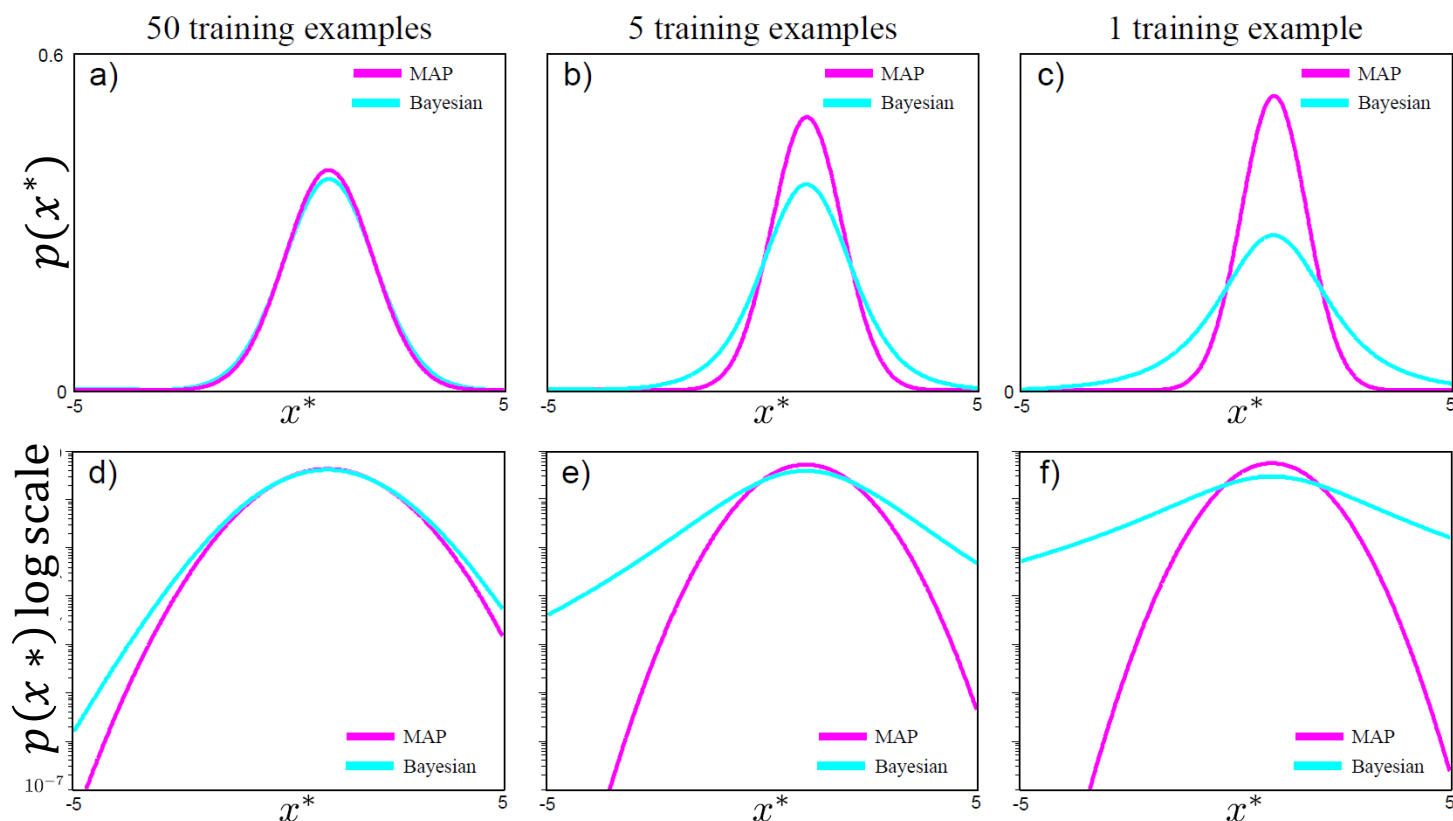 50 training examples
5 training examples
1 training example
0.6
a)
MAP
Bayesian
b)
MAP
Bayesian
c)
MAP
Bayesian
p(x*)
0
0
-5
x*
5
-5
x*
5
-5
x*
5
d)
e)
f)
p(x*) log scale
MAP
Bayesian
MAP
Bayesian
MAP
Bayesian
10⁻⁷
-5
x*
5
-5
x*
5
-5
x*
5